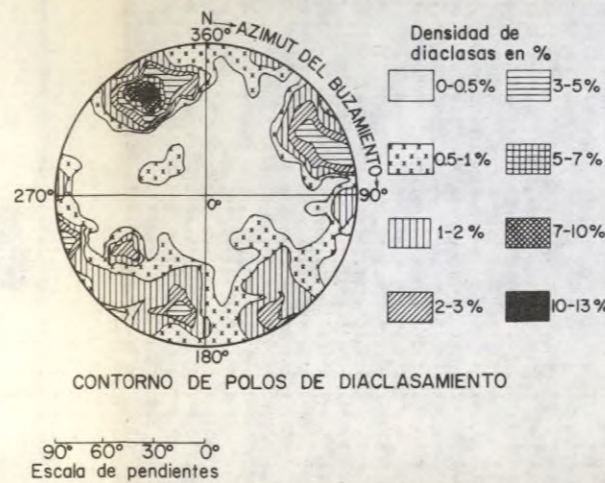 N
360°
AZIMUT DEL BUZAMIENTO
270°
0°
90°
180°
Densidad de
diaclasas en %
0-0.5%
3-5%
0.5-1%
5-7%
1-2%
7-10%
2-3%
10-13%
CONTORNO DE POLOS DE DIACLASAMIENTO
90° 60° 30° 0°
Escala de pendientes